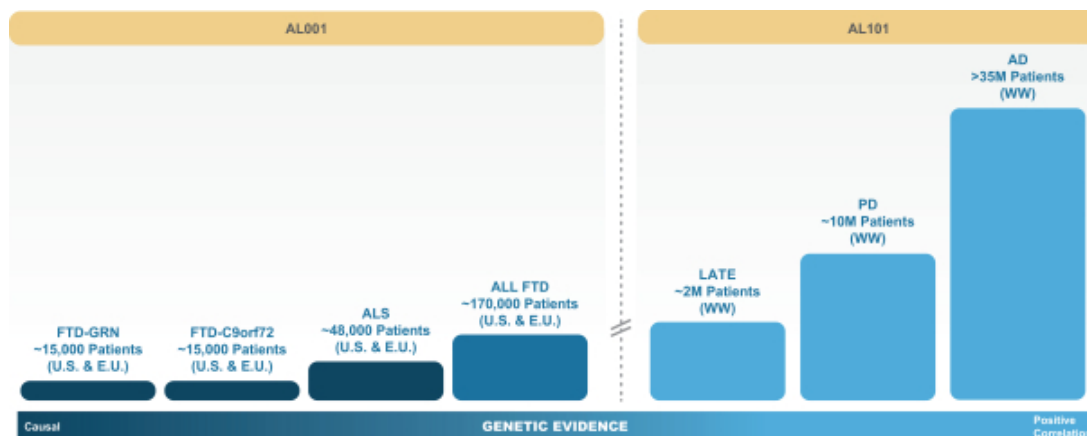 AL001
AL101
FTD-GRN
~15,000 Patients
(U.S. & E.U.)
FTD-C9orf72
~15,000 Patients
(U.S. & E.U.)
ALS
~48,000 Patients
(U.S. & E.U.)
ALL FTD
~170,000 Patients
(U.S. & E.U.)
LATE
~2M Patients
(WW)
PD
~10M Patients
(WW)
AD
>35M Patients
(WW)
Causal
GENETIC EVIDENCE
Positive